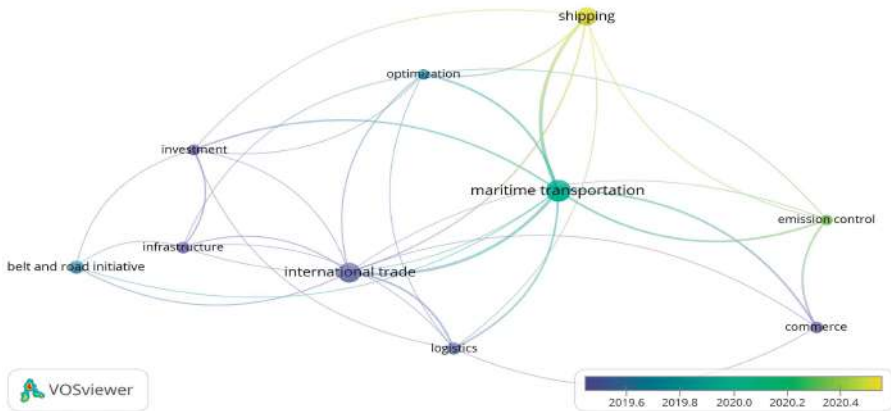 shipping
optimization
investment
maritime transportation
emission control
infrastructure
belt and road initiative
international trade
commerce
logistics
VOSviewer
2019.6 2019.8 2020.0 2020.2 2020.4